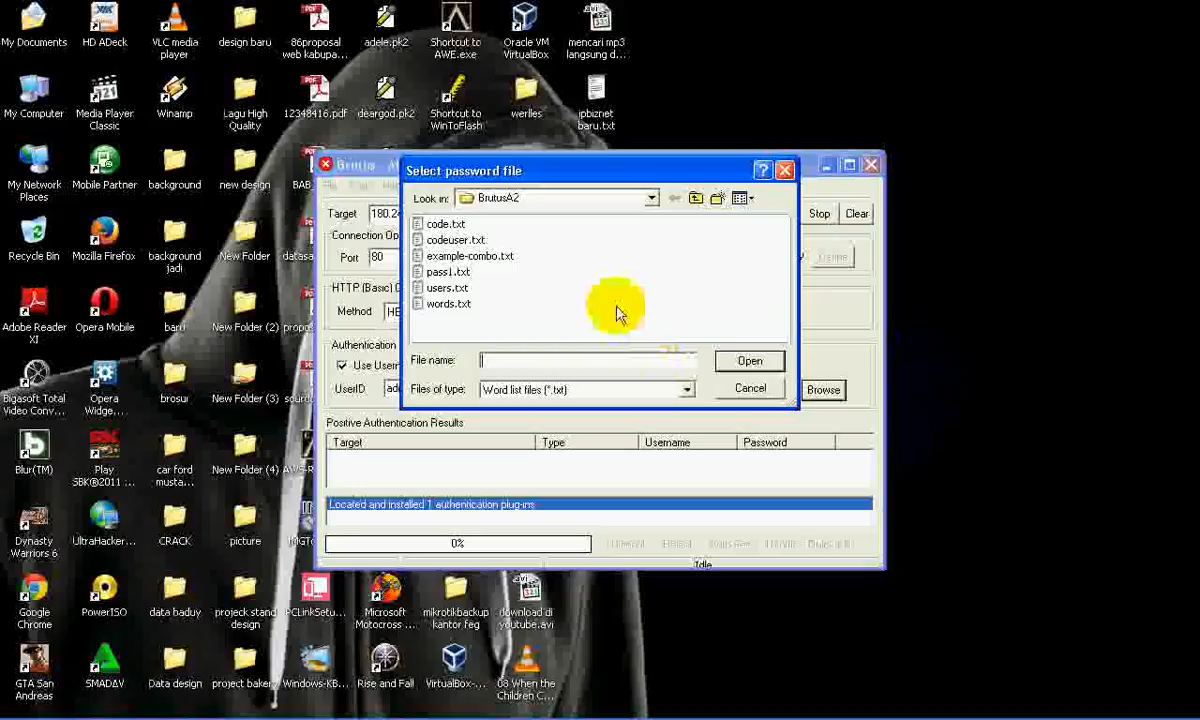 My Documents
HD ADeck
VLC media
player
design baru
86proposal
web kabupa...
adele.pk2
Shortcut to
AWE.exe
Oracle VM
VirtualBox
mencari mp3
langsung d...
My Computer
Media Player
Classic
Winamp
Lagu High
Quality
12348416.pdf
deargod.pk2
Shortcut to
WinToFlash
werlles
ipbiznet
baru.txt
My Network
Places
Mobile Partner
background
new design
BAB
Recycle Bin
Mozilla Firefox
background
jadi
New Folder
datasa
Adobe Reader
XI
Opera Mobile
baru
New Folder (2)
propo
Bigasoft Total
Video Conv...
Opera
Widge...
brosur
New Folder (3)
Blur(TM)
Play
SBK®2011 ...
car ford
musta...
New Folder (4)
Dynasty
Warriors 6
UltraHacker...
CRACK
picture
Google
Chrome
PowerISO
data baduy
projeck stand
design
PCLinkSetu...
Microsoft
Motocross ...
mikrotikbackup
kantor feg
download di
youtube.avi
GTA San
Andreas
SMADΔV
Data design
project baker
Windows-KB...
Rise and Fall
VirtualBox-...
03 When the
Children C...
Brutus
Target
180.24
Stop
Clear
Connection Op
Port
80
Define
HTTP (Basic) O
Method
HE
Authentication
Use Usern
UserID
Browse
Select password file
Look in:
BrutusA2
code.txt
codeuser.txt
example-combo.txt
pass1.txt
users.txt
words.txt
File name:
Open
Files of type:
Word list files (*.txt)
Cancel
Positive Authentication Results
Target
Type
Username
Password
Located and installed 1 authentication plug-ins
0%
Idle